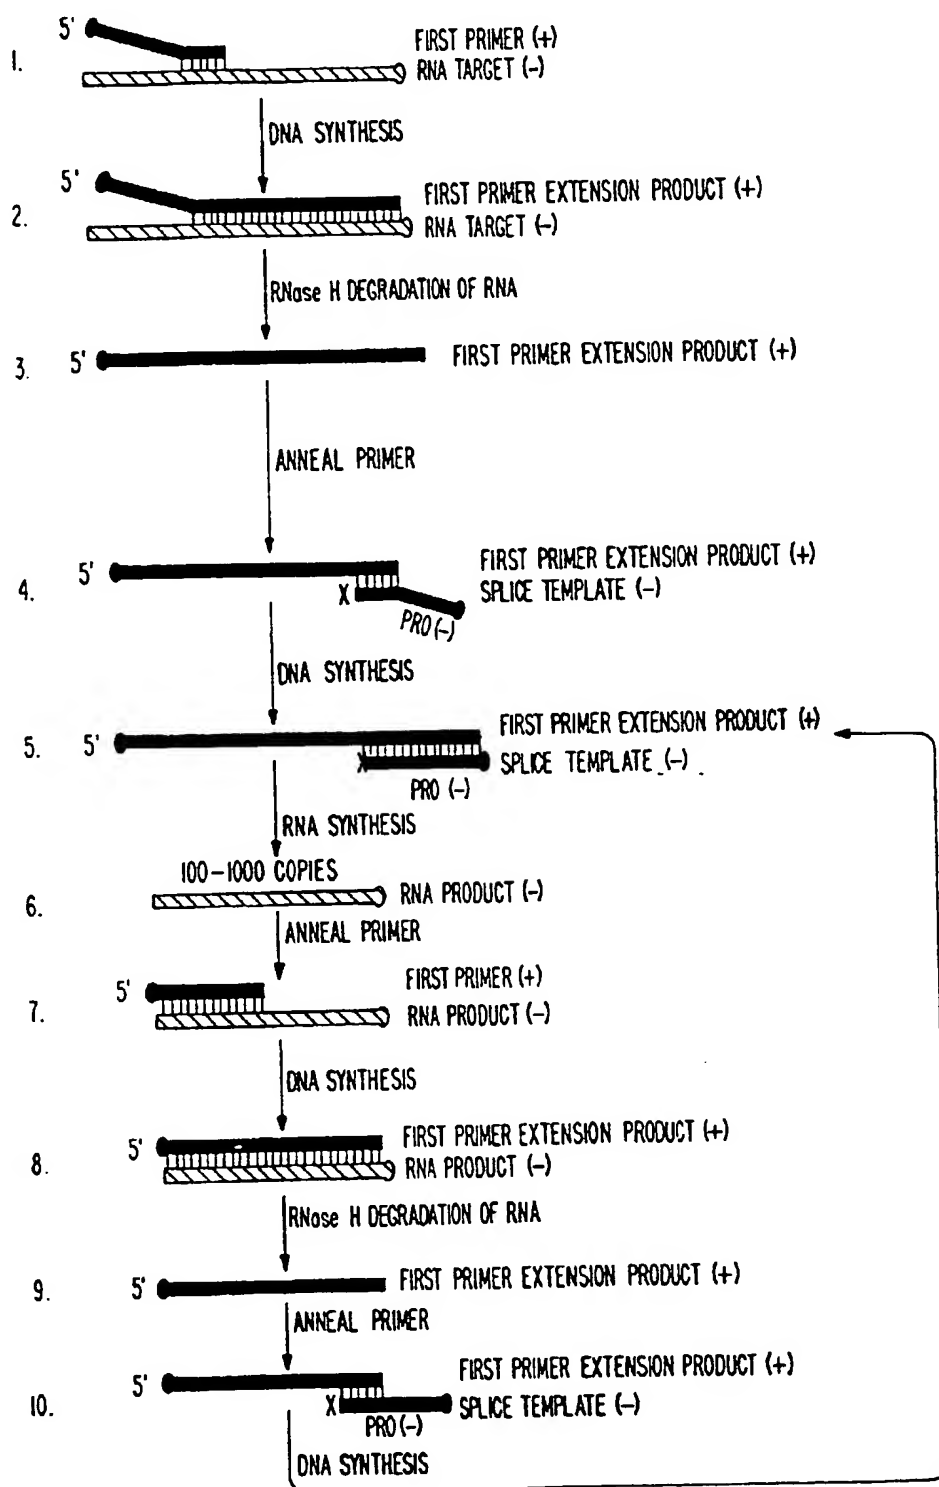 5' FIRST PRIMER (+)
1. RNA TARGET (-)
DNA SYNTHESIS
5' FIRST PRIMER EXTENSION PRODUCT (+)
2. RNA TARGET (-)
RNase H DEGRADATION OF RNA
3. 5' FIRST PRIMER EXTENSION PRODUCT (+)
ANNEAL PRIMER
5' FIRST PRIMER EXTENSION PRODUCT (+)
4. X SPLICE TEMPLATE (-)
PRO (-)
DNA SYNTHESIS
5. 5' FIRST PRIMER EXTENSION PRODUCT (+)
X SPLICE TEMPLATE (-)
PRO (-)
RNA SYNTHESIS
100-1000 COPIES
6. RNA PRODUCT (-)
ANNEAL PRIMER
5' FIRST PRIMER (+)
7. RNA PRODUCT (-)
DNA SYNTHESIS
5' FIRST PRIMER EXTENSION PRODUCT (+)
8. RNA PRODUCT (-)
RNase H DEGRADATION OF RNA
9. 5' FIRST PRIMER EXTENSION PRODUCT (+)
ANNEAL PRIMER
5' FIRST PRIMER EXTENSION PRODUCT (+)
10. X SPLICE TEMPLATE (-)
PRO (-)
DNA SYNTHESIS